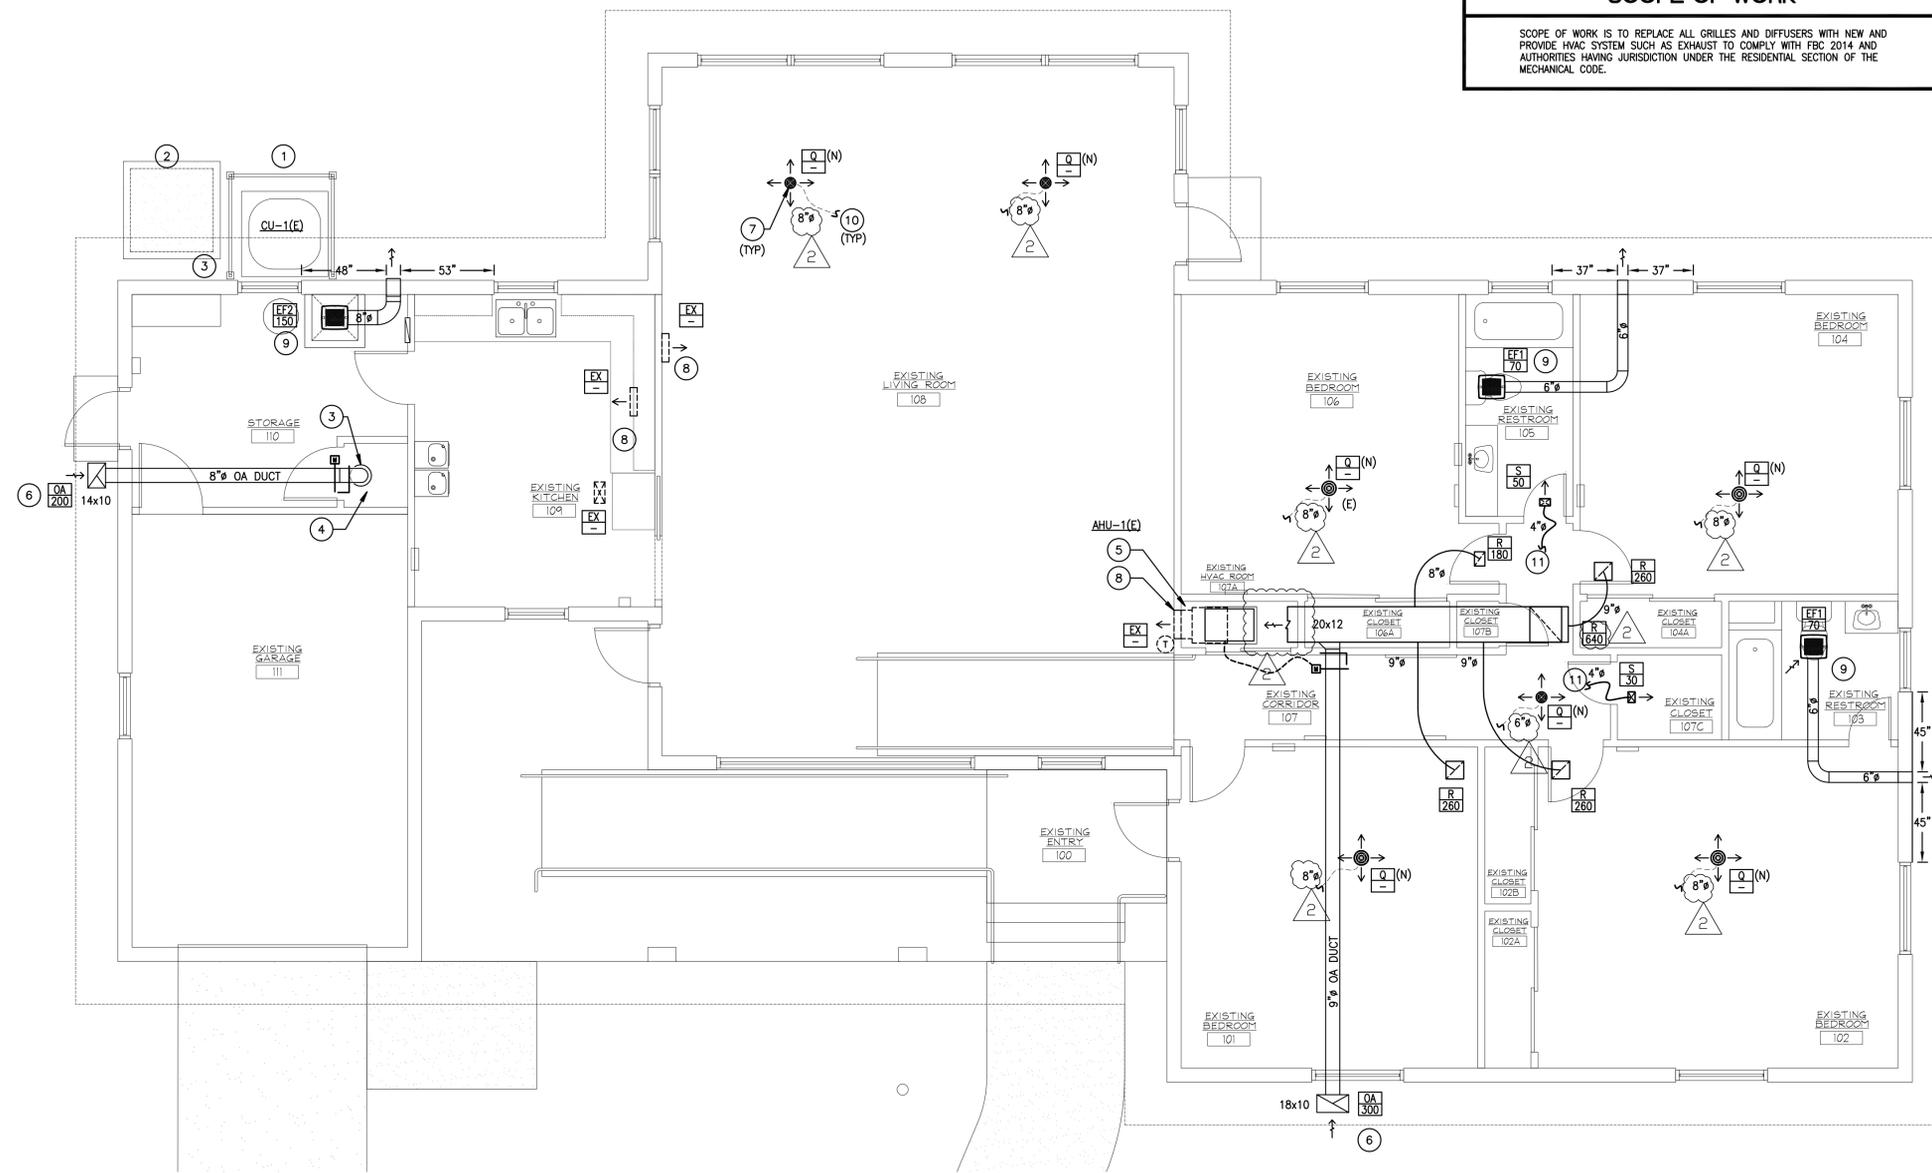 SCOPE OF WORK
SCOPE OF WORK IS TO REPLACE ALL GRILLES AND DIFFUSERS WITH NEW AND
PROVIDE HVAC SYSTEM SUCH AS EXHAUST TO COMPLY WITH FBC 2014 AND
AUTHORITIES HAVING JURISDICTION UNDER THE RESIDENTIAL SECTION OF THE
MECHANICAL CODE.
2
1
CU-1(E)
3
Q (N)
-
7
(TYP)
8"ø
2
10
(TYP)
Q (N)
-
8"ø
2
48"
53"
EF2
150
9
8"ø
EX
-
8
EX
-
8
EXISTING
LIVING ROOM
108
STORAGE
110
3
8"ø OA DUCT
6
OA
200
14x10
4
EXISTING
KITCHEN
109
EX
-
EXISTING
GARAGE
111
37"
37"
6"ø
EXISTING
BEDROOM
104
EF1
70
9
6"ø
EXISTING
BEDROOM
106
EXISTING
RESTROOM
105
Q (N)
-
(E)
8"ø
2
S
50
4"ø
11
R
180
8"ø
Q (N)
-
8"ø
2
AHU-1(E)
5
8
EX
-
T
EXISTING
HVAC ROOM
107A
M
M
20x12
EXISTING
CLOSET
106A
EXISTING
CLOSET
107B
R
260
9"ø
R
640
2
EXISTING
CLOSET
104A
EF1
70
9
6"ø
2
9"ø
9"ø
EXISTING
CORRIDOR
107
11
4"ø
S
30
Q (N)
-
6"ø
2
EXISTING
CLOSET
107C
EXISTING
RESTROOM
103
45"
6"ø
45"
R
260
R
260
EXISTING
ENTRY
100
Q (N)
-
8"ø
2
EXISTING
CLOSET
102B
EXISTING
CLOSET
102A
Q (N)
-
8"ø
2
9"ø OA DUCT
EXISTING
BEDROOM
101
EXISTING
BEDROOM
102
18x10
OA
300
6